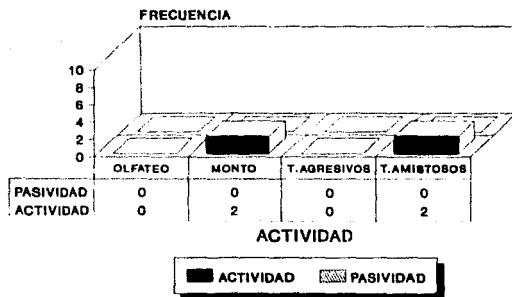 FRECUENCIA
10
8
6
4
2
0
OLFATEO MONTO T.AGRESIVOS T.AMISTOSOS
PASIVIDAD 0 0 0 0
ACTIVIDAD 0 2 0 2
ACTIVIDAD
ACTIVIDAD PASIVIDAD